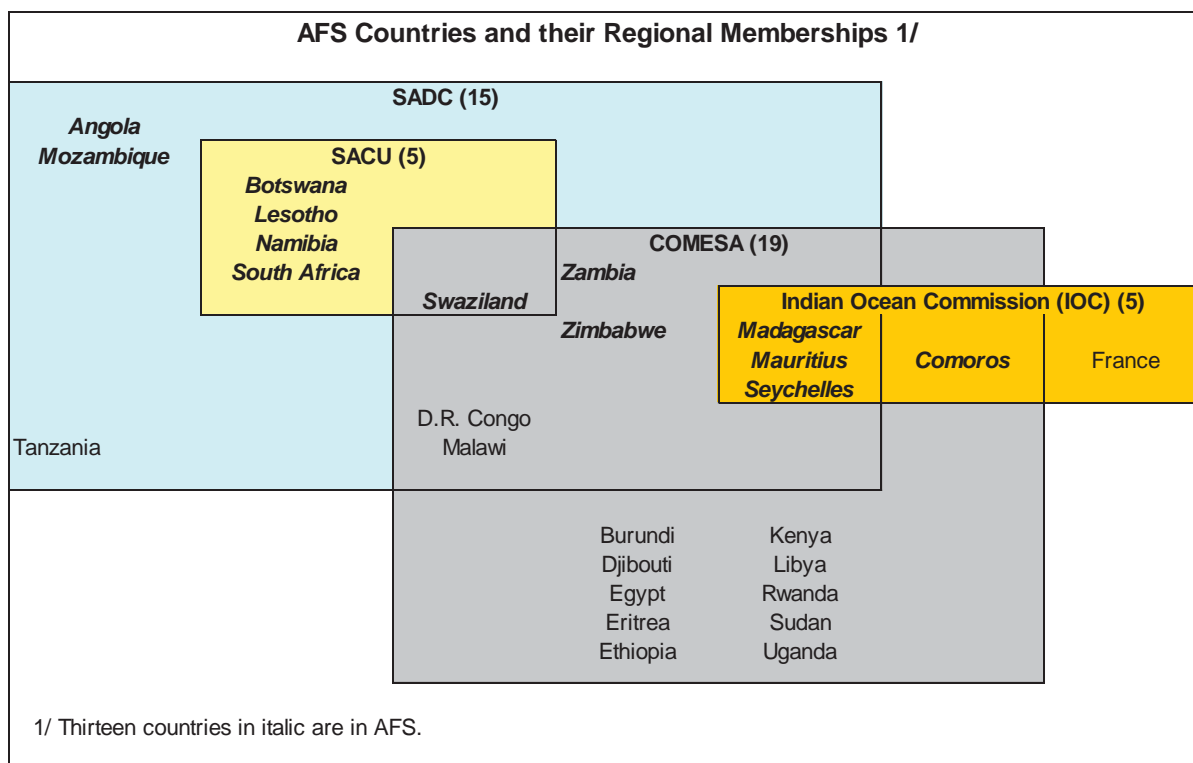 AFS Countries and their Regional Memberships 1/
SADC (15)
Angola
Mozambique
SACU (5)
Botswana
Lesotho
Namibia
South Africa
COMESA (19)
Zambia
Swaziland
Zimbabwe
Indian Ocean Commission (IOC) (5)
Madagascar
Mauritius
Seychelles
Comoros
France
D.R. Congo
Malawi
Tanzania
Burundi
Djibouti
Egypt
Eritrea
Ethiopia
Kenya
Libya
Rwanda
Sudan
Uganda
1/ Thirteen countries in italic are in AFS.